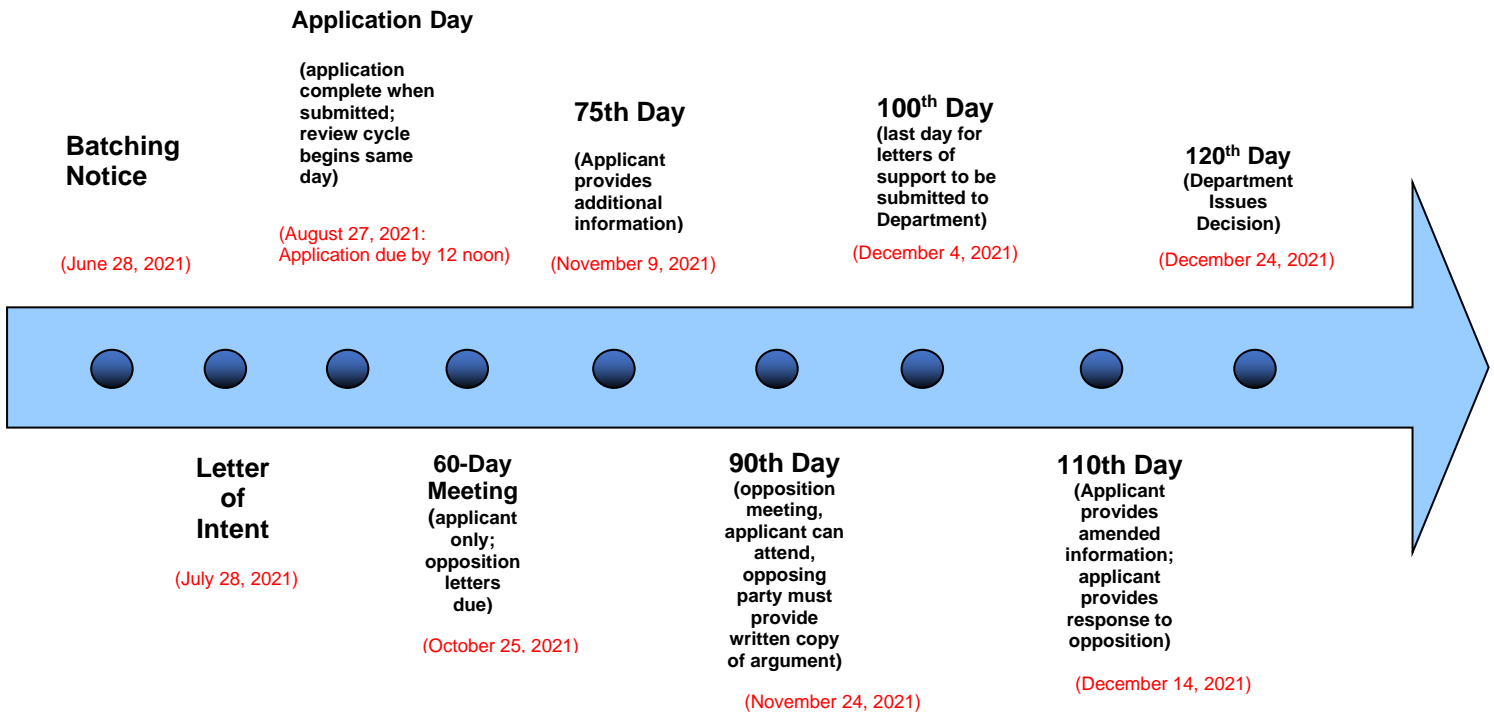 Application Day
(application
complete when
submitted;
review cycle
begins same
day)
(August 27, 2021:
Application due by 12 noon)
Batching
Notice
(June 28, 2021)
75th Day
(Applicant
provides
additional
information)
(November 9, 2021)
100th Day
(last day for
letters of
support to be
submitted to
Department)
(December 4, 2021)
120th Day
(Department
Issues
Decision)
(December 24, 2021)
Letter
of
Intent
(July 28, 2021)
60-Day
Meeting
(applicant
only;
opposition
letters
due)
(October 25, 2021)
90th Day
(opposition
meeting,
applicant can
attend,
opposing
party must
provide
written copy
of argument)
(November 24, 2021)
110th Day
(Applicant
provides
amended
information;
applicant
provides
response to
opposition)
(December 14, 2021)